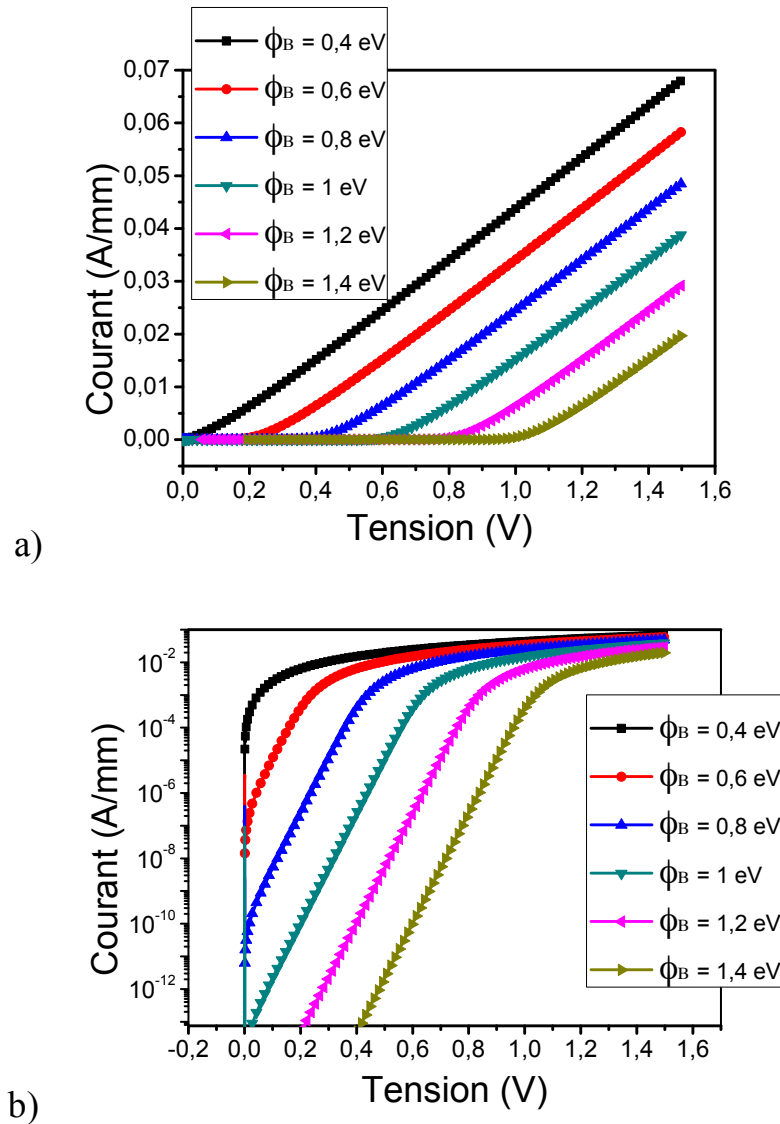 ϕB = 0,4 eV
ϕB = 0,6 eV
ϕB = 0,8 eV
ϕB = 1 eV
ϕB = 1,2 eV
ϕB = 1,4 eV
0,07
0,06
0,05
0,04
0,03
0,02
0,01
0,00
Courant (A/mm)
0,0 0,2 0,4 0,6 0,8 1,0 1,2 1,4 1,6
Tension (V)
a)
10-2
10-4
10-6
10-8
10-10
10-12
Courant (A/mm)
ϕB = 0,4 eV
ϕB = 0,6 eV
ϕB = 0,8 eV
ϕB = 1 eV
ϕB = 1,2 eV
ϕB = 1,4 eV
-0,2 0,0 0,2 0,4 0,6 0,8 1,0 1,2 1,4 1,6
Tension (V)
b)